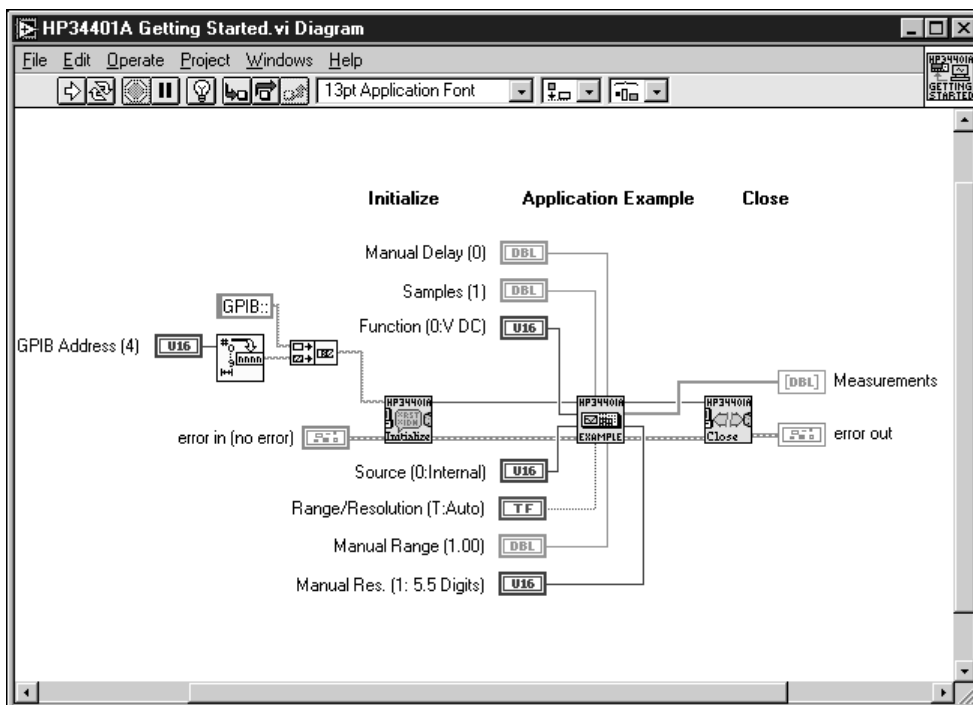 HP34401A Getting Started.vi Diagram
File Edit Operate Project Windows Help
HP34401A
GETTING
STARTED
13pt Application Font
Initialize Application Example Close
Manual Delay (0) DBL
Samples (1) DBL
GPIB::
Function (0:V DC) U16
GPIB Address (4) U16
[DBL] Measurements
HP34401A
Initialize
HP34401A
EXAMPLE
HP34401A
Close
error in (no error)
error out
Source (0:Internal) U16
Range/Resolution (T:Auto) TF
Manual Range (1.00) DBL
Manual Res. (1: 5.5 Digits) U16